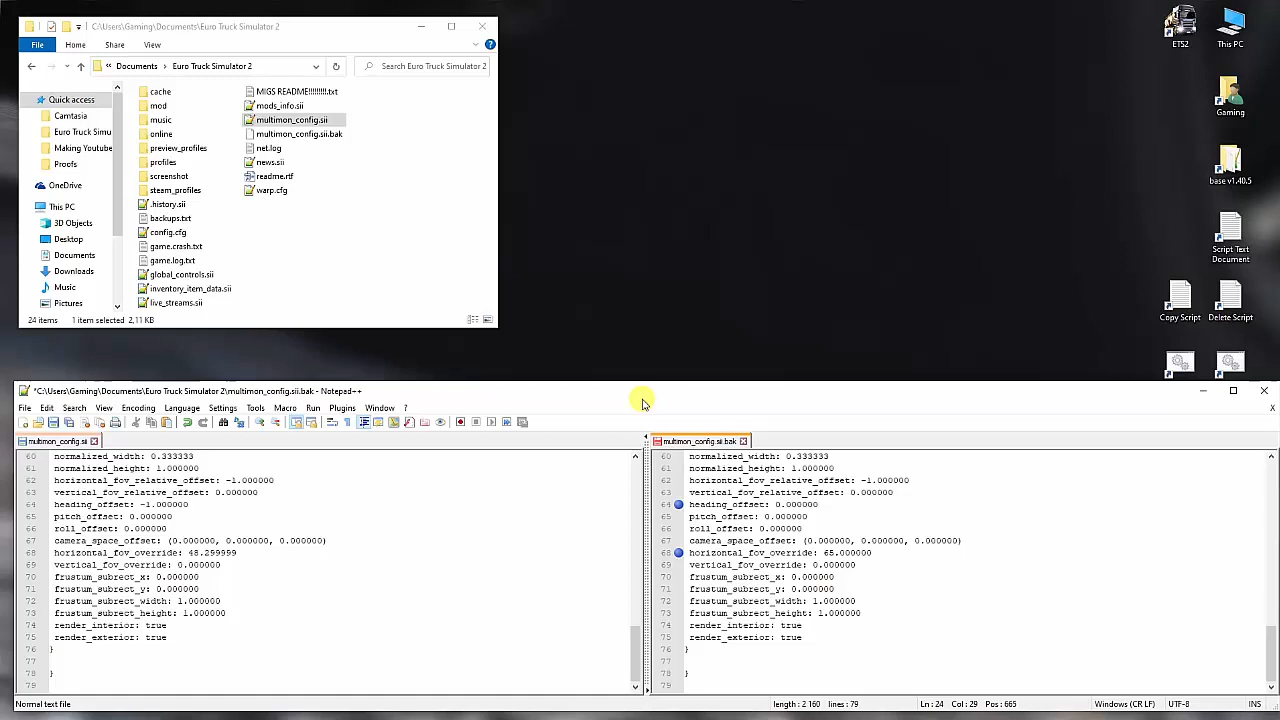 C:\Users\Gaming\Documents\Euro Truck Simulator 2
File Home Share View
Documents > Euro Truck Simulator 2
Search Euro Truck Simulator 2
Quick access
Camtasia
Euro Truck Simu
Making Youtube
Proofs
OneDrive
This PC
3D Objects
Desktop
Documents
Downloads
Music
Pictures
cache
mod
music
online
preview_profiles
profiles
screenshot
steam_profiles
.history.sii
backups.txt
config.cfg
game.crash.txt
game.log.txt
global_controls.sii
inventory_item_data.sii
live_streams.sii
MIGS README!!!!!!!!!.txt
mods_info.sii
multimon_config.sii
multimon_config.sii.bak
net.log
news.sii
readme.rtf
warp.cfg
24 items 1 item selected 2,11 KB
ETS2
This PC
Gaming
base v1.40.5
Script Text
Document
Copy Script
Delete Script
*C:\Users\Gaming\Documents\Euro Truck Simulator 2\multimon_config.sii.bak - Notepad++
File Edit Search View Encoding Language Settings Tools Macro Run Plugins Window ? X
multimon_config.sii
60 normalized_width: 0.333333
61 normalized_height: 1.000000
62 horizontal_fov_relative_offset: -1.000000
63 vertical_fov_relative_offset: 0.000000
64 heading_offset: -1.000000
65 pitch_offset: 0.000000
66 roll_offset: 0.000000
67 camera_space_offset: (0.000000, 0.000000, 0.000000)
68 horizontal_fov_override: 48.299999
69 vertical_fov_override: 0.000000
70 frustum_subrect_x: 0.000000
71 frustum_subrect_y: 0.000000
72 frustum_subrect_width: 1.000000
73 frustum_subrect_height: 1.000000
74 render_interior: true
75 render_exterior: true
76 }
77
78 }
79
multimon_config.sii.bak
60 normalized_width: 0.333333
61 normalized_height: 1.000000
62 horizontal_fov_relative_offset: -1.000000
63 vertical_fov_relative_offset: 0.000000
64 heading_offset: 0.000000
65 pitch_offset: 0.000000
66 roll_offset: 0.000000
67 camera_space_offset: (0.000000, 0.000000, 0.000000)
68 horizontal_fov_override: 65.000000
69 vertical_fov_override: 0.000000
70 frustum_subrect_x: 0.000000
71 frustum_subrect_y: 0.000000
72 frustum_subrect_width: 1.000000
73 frustum_subrect_height: 1.000000
74 render_interior: true
75 render_exterior: true
76 }
77
78 }
79
Normal text file length : 2 160 lines : 79 Ln : 24 Col : 29 Pos : 665 Windows (CR LF) UTF-8 INS